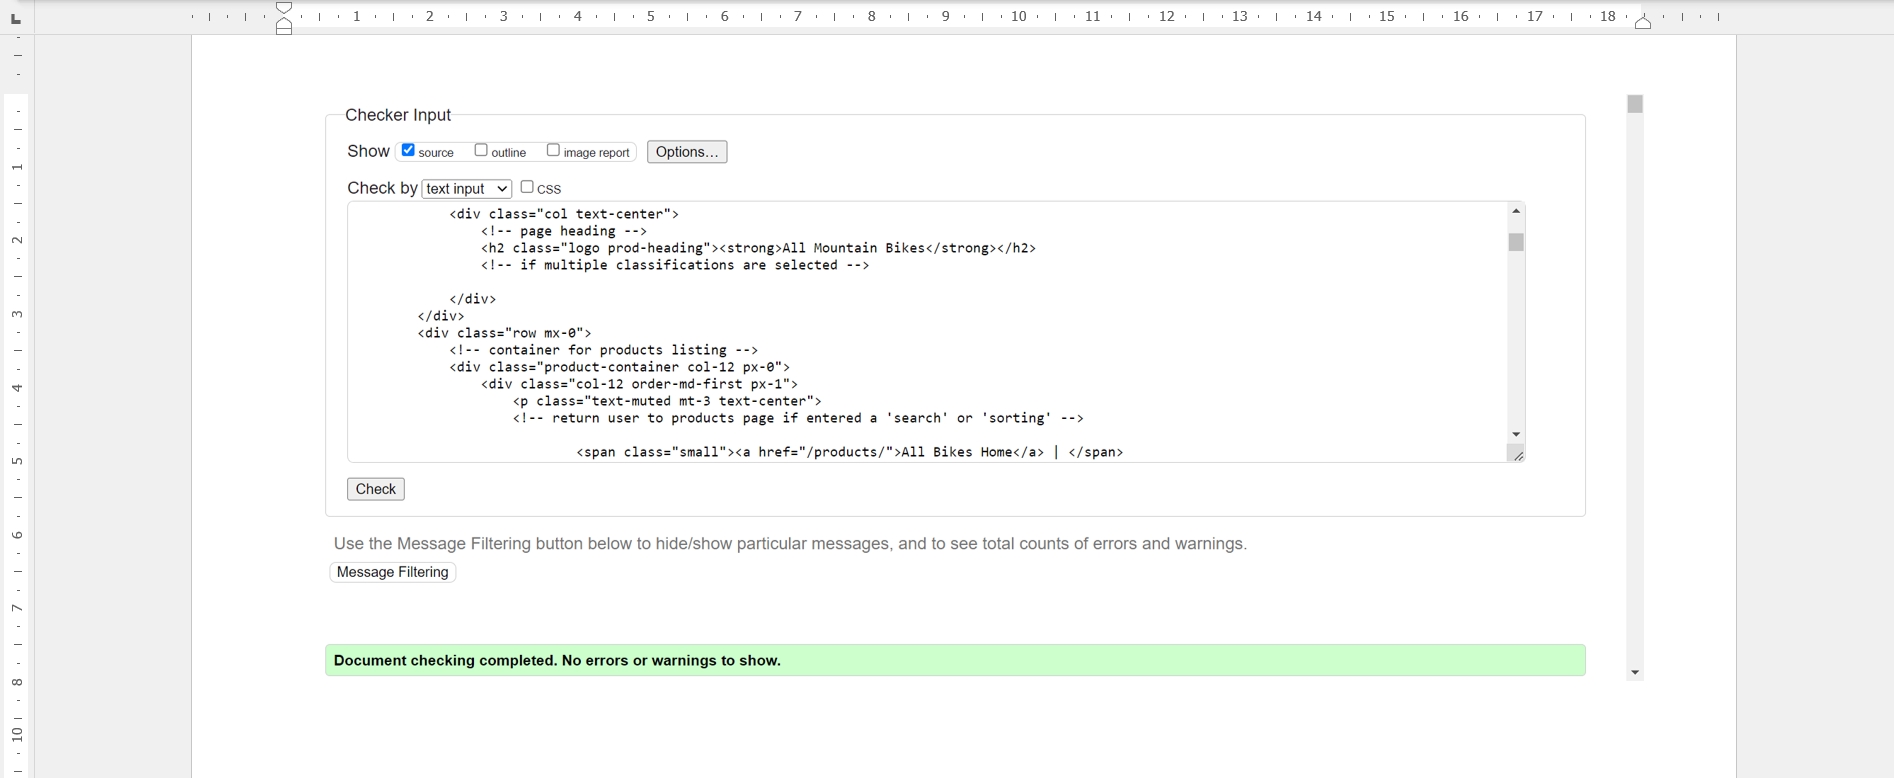 1 2 3 4 5 6 7 8 9 10 11 12 13 14 15 16 17 18
Checker Input
Show source outline image report Options...
Check by text input CSS
<div class="col text-center">
<!-- page heading -->
<h2 class="logo prod-heading"><strong>All Mountain Bikes</strong></h2>
<!-- if multiple classifications are selected -->
</div>
</div>
<div class="row mx-0">
<!-- container for products listing -->
<div class="product-container col-12 px-0">
<div class="col-12 order-md-first px-1">
<p class="text-muted mt-3 text-center">
<!-- return user to products page if entered a 'search' or 'sorting' -->
<span class="small"><a href="/products/">All Bikes Home</a> | </span>
Check
Use the Message Filtering button below to hide/show particular messages, and to see total counts of errors and warnings.
Message Filtering
Document checking completed. No errors or warnings to show.
1
2
3
4
5
6
7
8
10